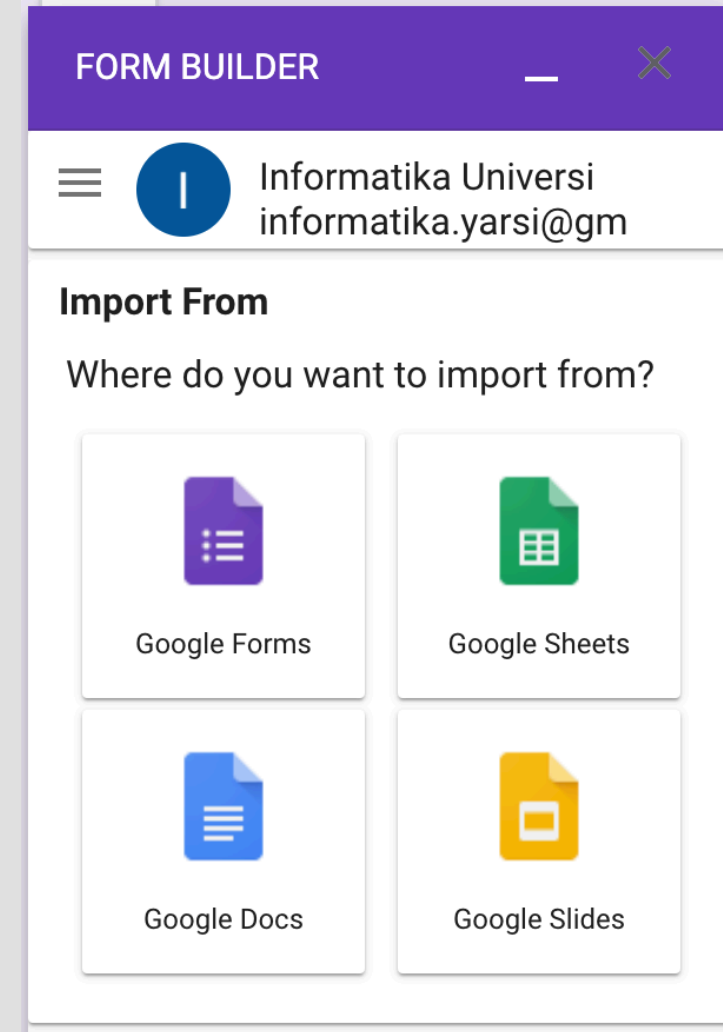 FORM BUILDER
I
Informatika Universi
informatika.yarsi@gm
Import From
Where do you want to import from?
Google Forms
Google Sheets
Google Docs
Google Slides